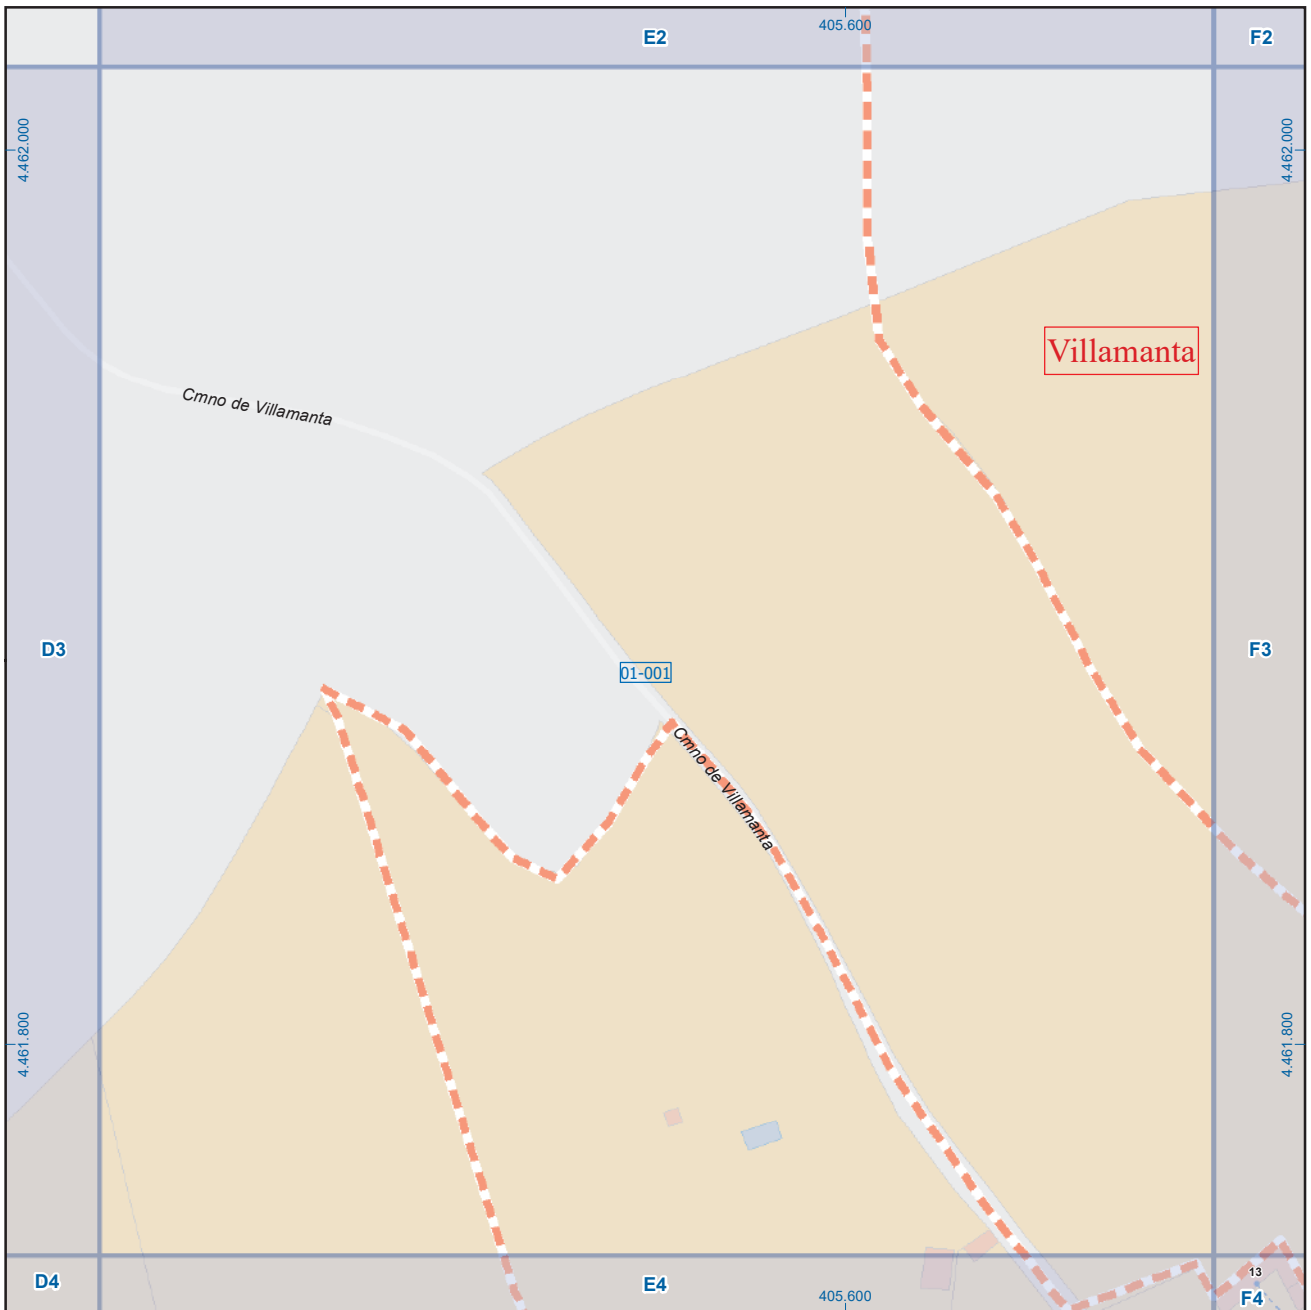 405.600
E2
F2
4.462.000
4.462.000
Villamanta
Cmno de Villamanta
D3
F3
01-001
Cmno de Villamanta
4.461.800
4.461.800
13
D4
E4
405.600
F4